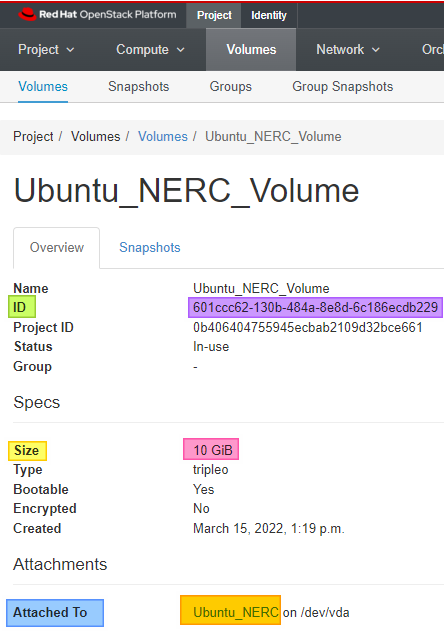 Red Hat OpenStack Platform Project Identity
Project Compute Volumes Network Orc
Volumes Snapshots Groups Group Snapshots
Project / Volumes / Volumes / Ubuntu_NERC_Volume
Ubuntu_NERC_Volume
Overview Snapshots
Name Ubuntu_NERC_Volume
ID 601ccc62-130b-484a-8e8d-6c186ecdb229
Project ID 0b406404755945ecbab2109d32bce661
Status In-use
Group -
Specs
Size 10 GiB
Type tripleo
Bootable Yes
Encrypted No
Created March 15, 2022, 1:19 p.m.
Attachments
Attached To Ubuntu_NERC on /dev/vda